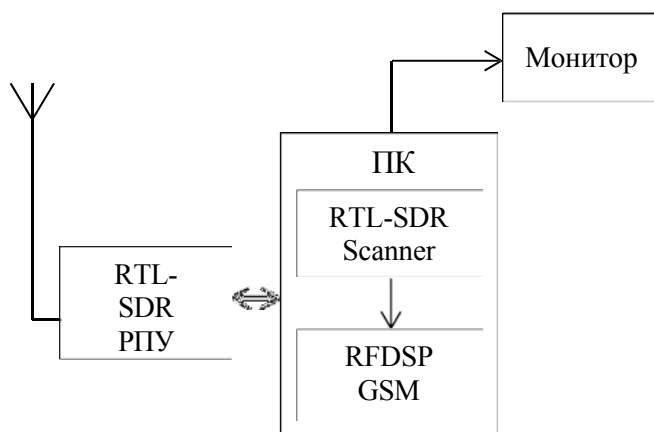 Монитор
ПК
RTL-SDR
Scanner
RTL-
SDR
РПУ
RFDSP
GSM